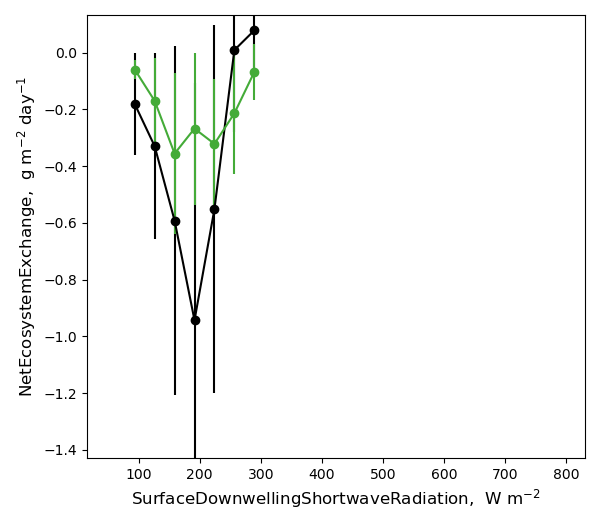 0.0
−0.2
−0.4
−0.6
−0.8
−1.0
−1.2
−1.4
NetEcosystemExchange,  g m⁻² day⁻¹
100 200 300 400 500 600 700 800
SurfaceDownwellingShortwaveRadiation,  W m⁻²